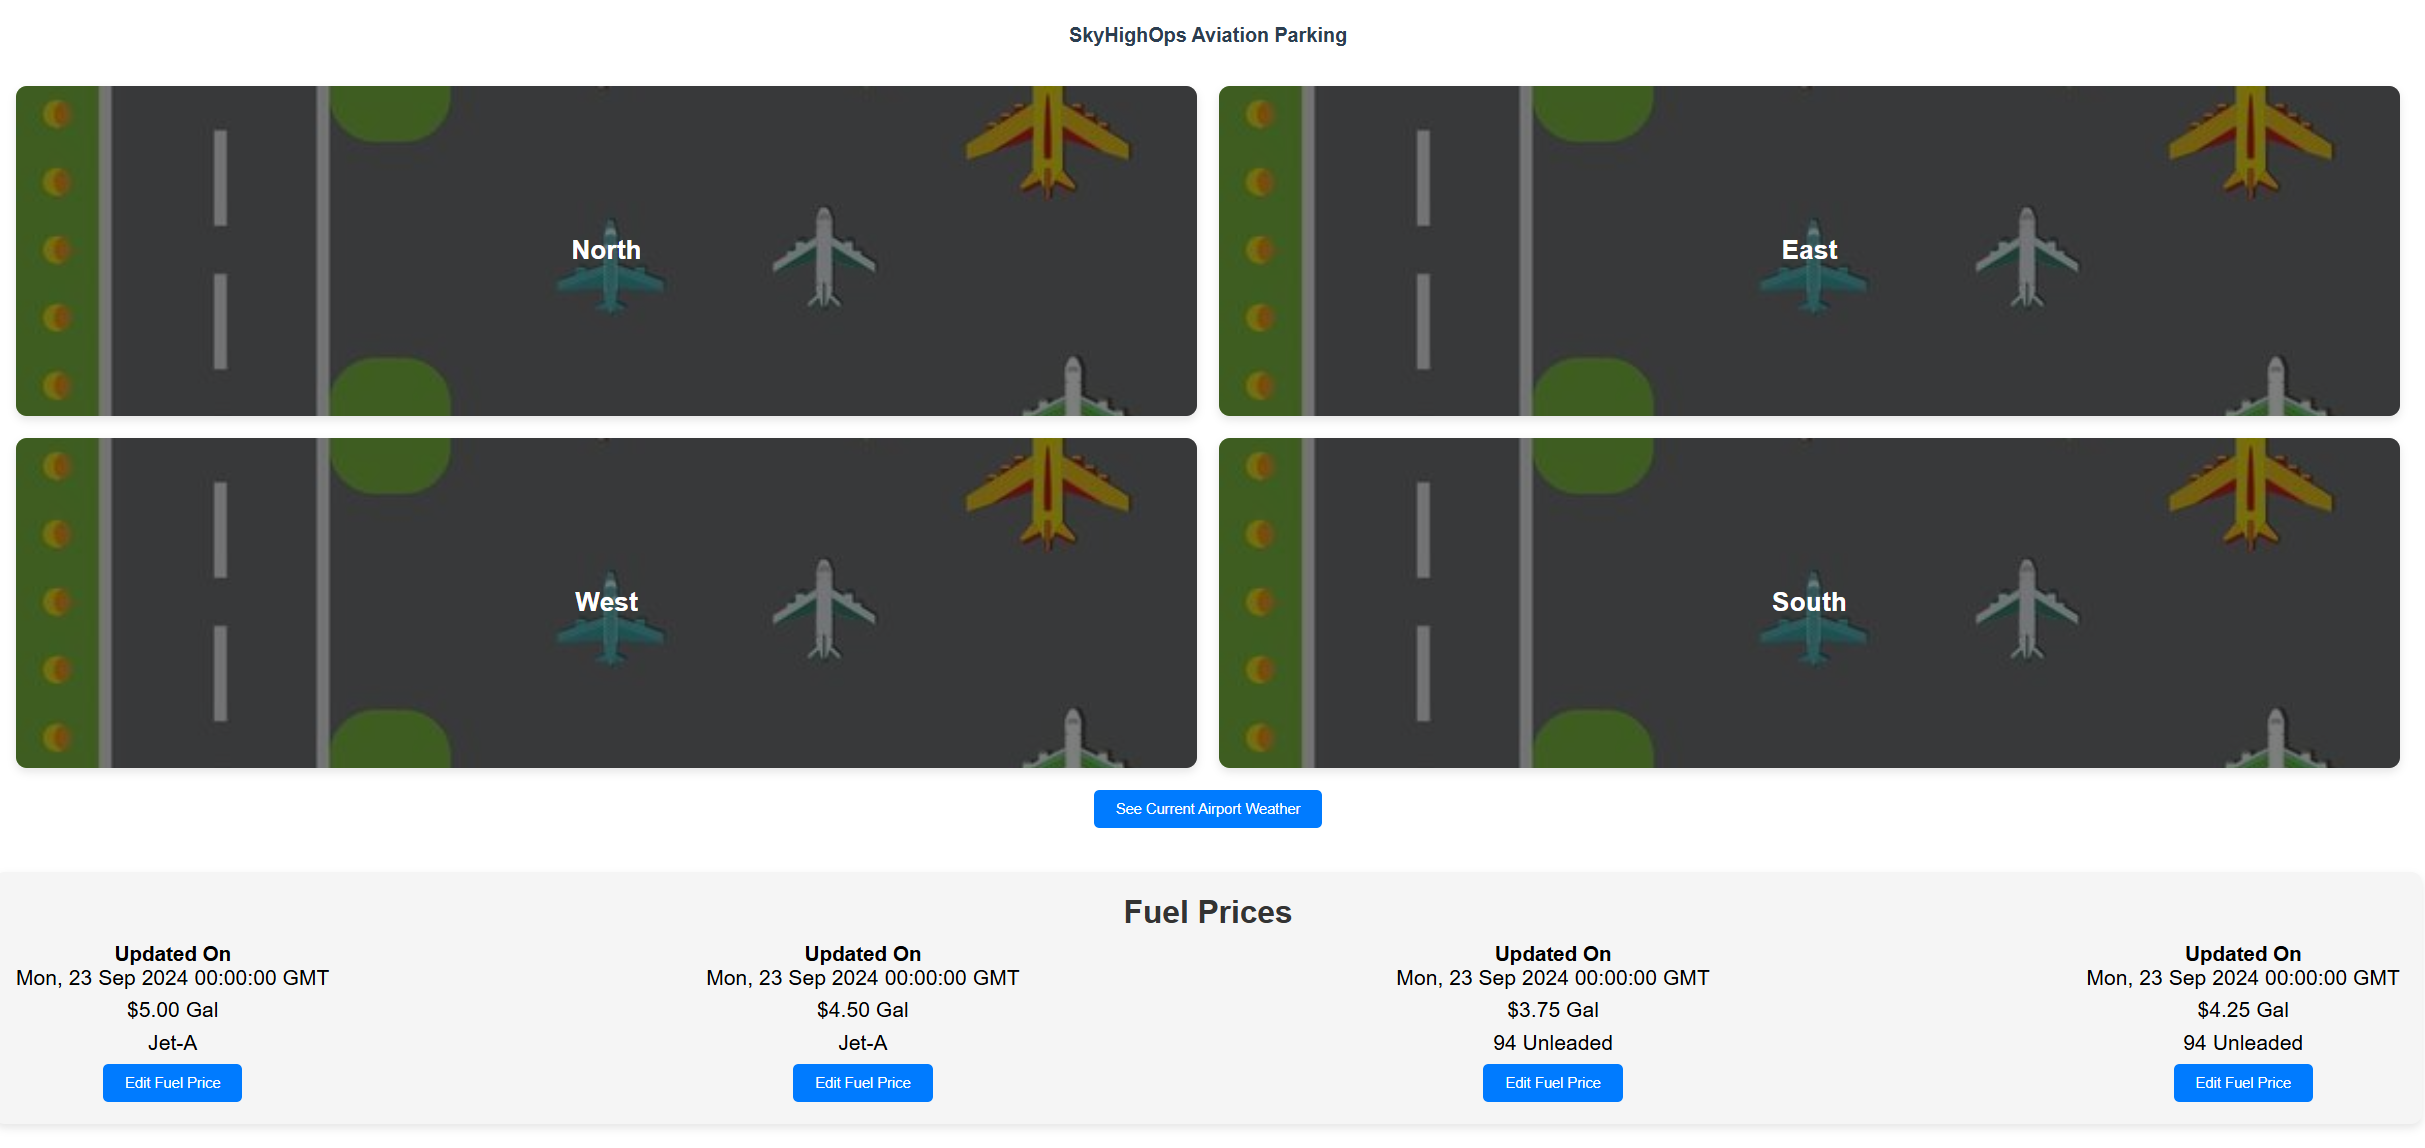 SkyHighOps Aviation Parking
North
East
West
South
See Current Airport Weather
Fuel Prices
Updated On
Mon, 23 Sep 2024 00:00:00 GMT
$5.00 Gal
Jet-A
Edit Fuel Price
Updated On
Mon, 23 Sep 2024 00:00:00 GMT
$4.50 Gal
Jet-A
Edit Fuel Price
Updated On
Mon, 23 Sep 2024 00:00:00 GMT
$3.75 Gal
94 Unleaded
Edit Fuel Price
Updated On
Mon, 23 Sep 2024 00:00:00 GMT
$4.25 Gal
94 Unleaded
Edit Fuel Price